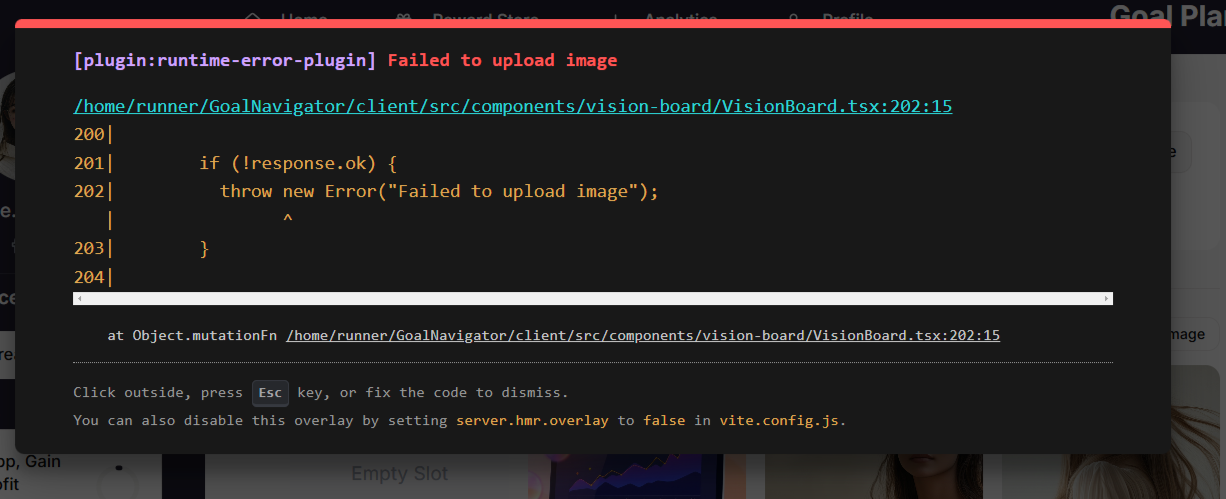 Home Reward Store Analytics Profile
Goal Plan
[plugin:runtime-error-plugin] Failed to upload image
/home/runner/GoalNavigator/client/src/components/vision-board/VisionBoard.tsx:202:15
200|
201|        if (!response.ok) {
202|          throw new Error("Failed to upload image");
   |                ^
203|        }
204|
at Object.mutationFn /home/runner/GoalNavigator/client/src/components/vision-board/VisionBoard.tsx:202:15
Click outside, press Esc key, or fix the code to dismiss.
You can also disable this overlay by setting server.hmr.overlay to false in vite.config.js.
Empty Slot
Gain